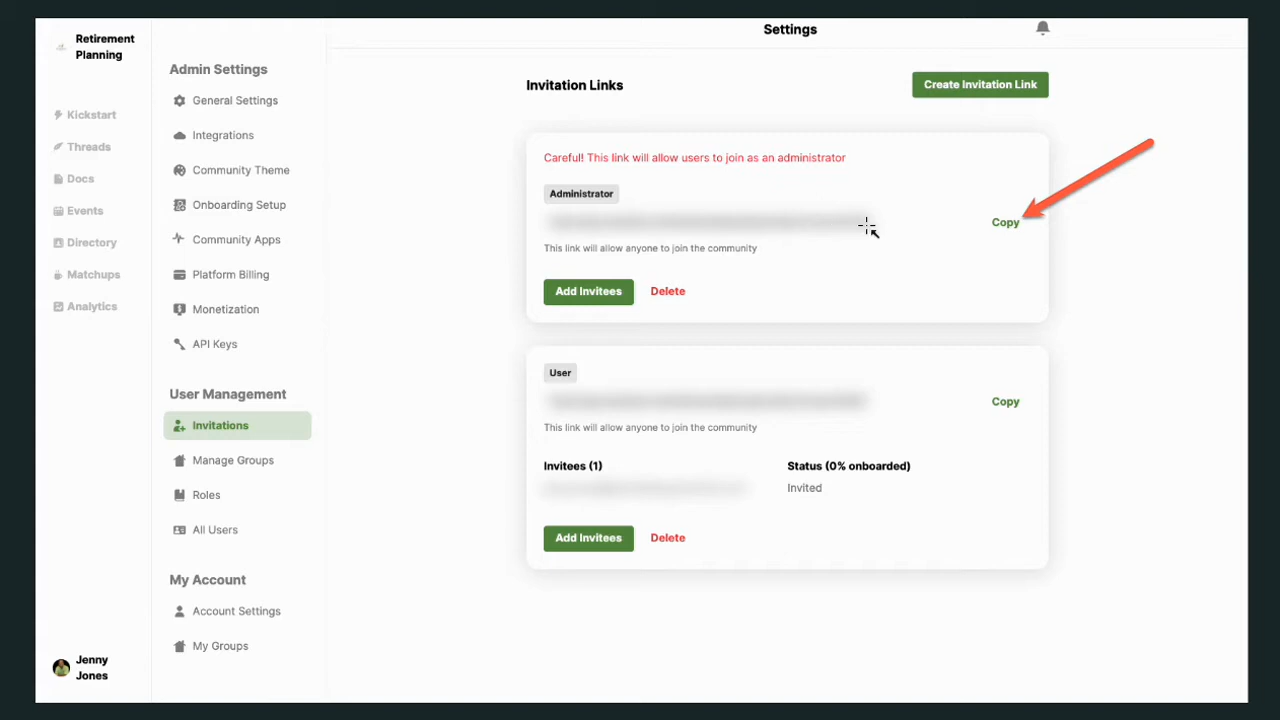 Retirement
Planning
Kickstart
Threads
Docs
Events
Directory
Matchups
Analytics
Jenny
Jones
Admin Settings
General Settings
Integrations
Community Theme
Onboarding Setup
Community Apps
Platform Billing
Monetization
API Keys
User Management
Invitations
Manage Groups
Roles
All Users
My Account
Account Settings
My Groups
Settings
Invitation Links
Create Invitation Link
Careful! This link will allow users to join as an administrator
Administrator
Copy
This link will allow anyone to join the community
Add Invitees Delete
User
Copy
This link will allow anyone to join the community
Invitees (1) Status (0% onboarded)
Invited
Add Invitees Delete